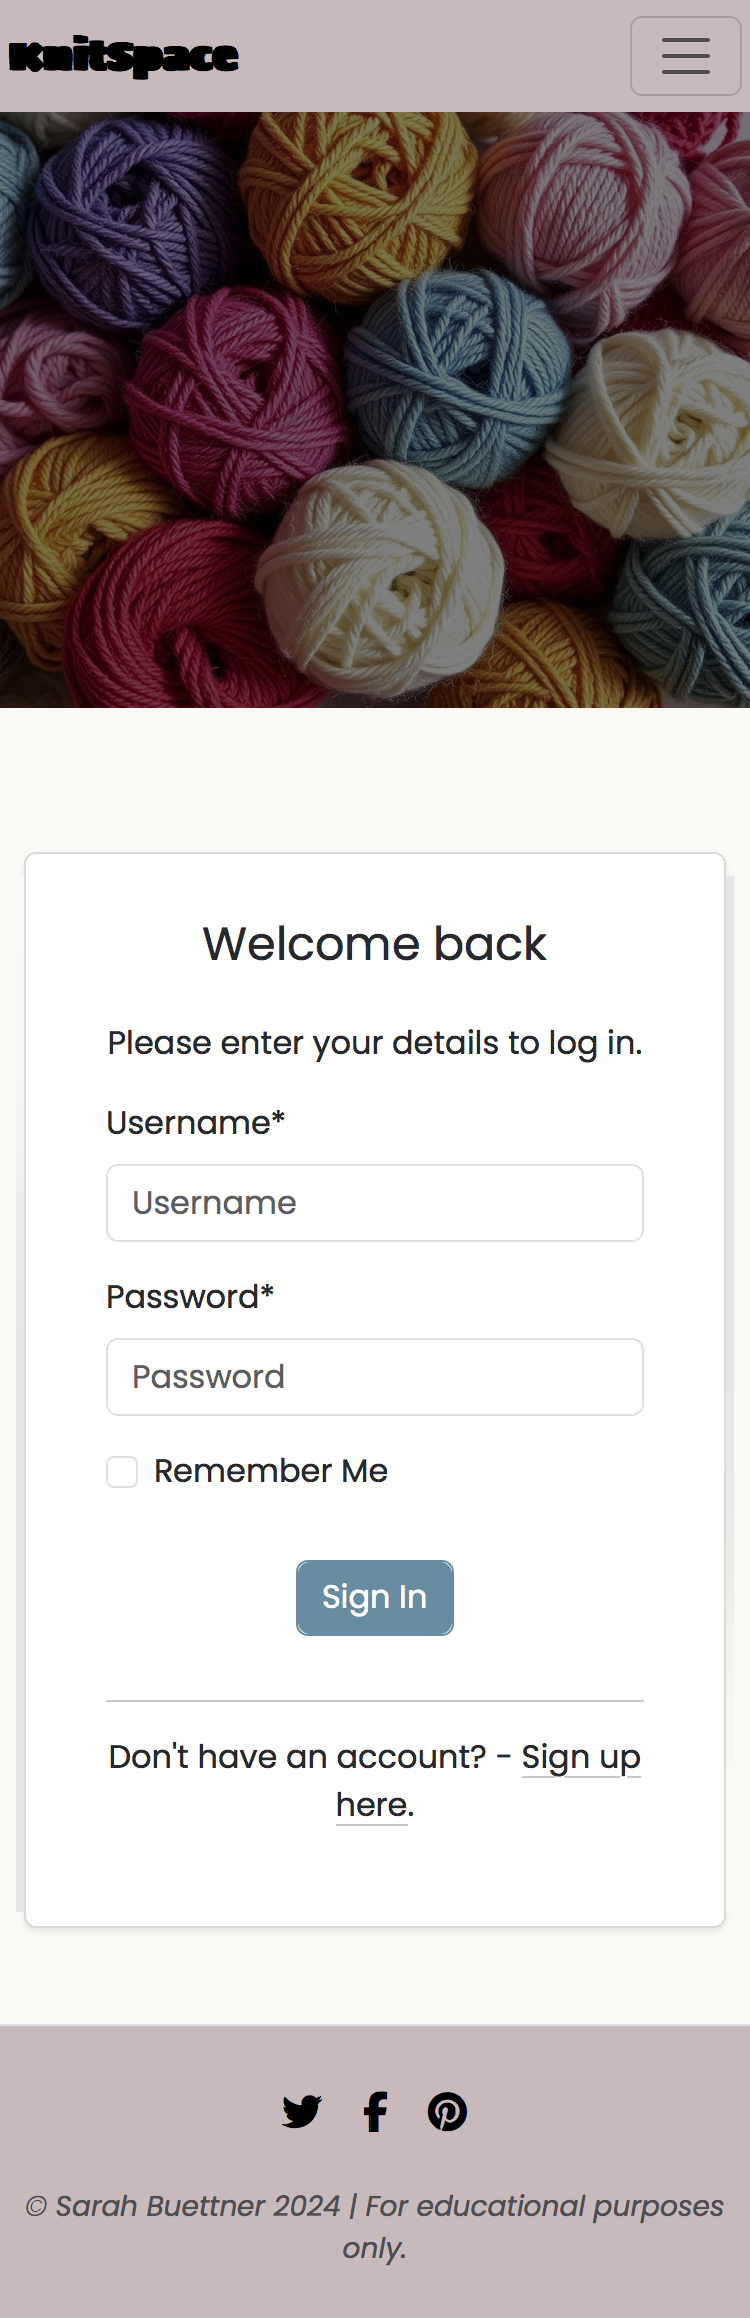 KnitSpace
Welcome back
Please enter your details to log in.
Username*
Username
Password*
Password
Remember Me
Sign In
Don't have an account? - Sign up
here.
© Sarah Buettner 2024 | For educational purposes
only.